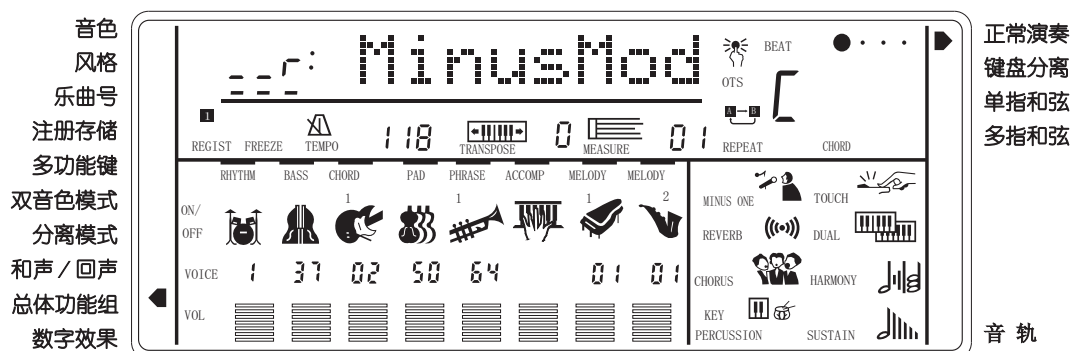 音色
风格
乐曲号
注册存储
多功能键
双音色模式
分离模式
和声/回声
总体功能组
数字效果
__r: MinusMod
BEAT
OTS
A→B
C
1
REGIST FREEZE TEMPO 118 TRANSPOSE 0 MEASURE 01 REPEAT CHORD
RHYTHM BASS CHORD PAD PHRASE ACCOMP MELODY MELODY
1 1 1 2
ON/
OFF
VOICE 1 37 02 50 64 01 01
VOL
MINUS ONE TOUCH
REVERB DUAL
CHORUS HARMONY
KEY
PERCUSSION SUSTAIN
正常演奏
键盘分离
单指和弦
多指和弦
音 轨